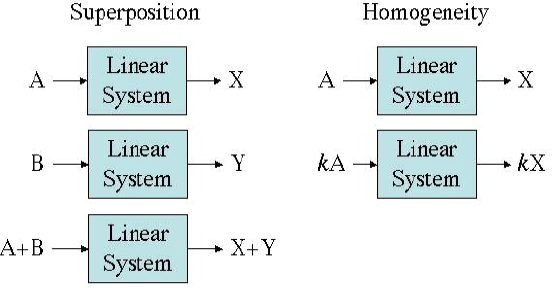 Superposition
A
Linear
System
X
B
Linear
System
Y
A+B
Linear
System
X+Y
Homogeneity
A
Linear
System
X
kA
Linear
System
kX